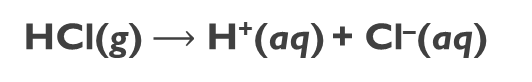 HCl(g) ⟶ H⁺(aq) + Cl⁻(aq)